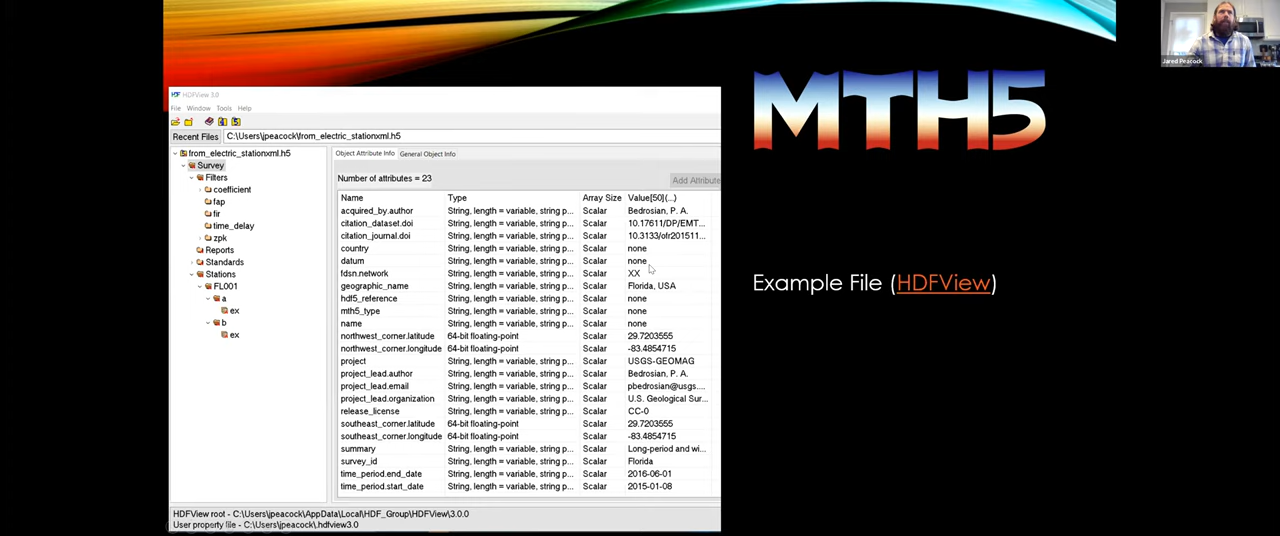 Jared Peacock
MTH5
HDF HDFView 3.0
File Window Tools Help
Recent Files C:\Users\jpeacock\from_electric_stationxml.h5
from_electric_stationxml.h5
Survey
Filters
coefficient
fap
fir
time_delay
zpk
Reports
Standards
Stations
FL001
a
ex
b
ex
Object Attribute Info General Object Info
Number of attributes = 23
Add Attribute
Name Type Array Size Value[50](...)
acquired_by.author String, length = variable, string p... Scalar Bedrosian, P. A.
citation_dataset.doi String, length = variable, string p... Scalar 10.17611/DP/EMT...
citation_journal.doi String, length = variable, string p... Scalar 10.3133/ofr201511...
country String, length = variable, string p... Scalar none
datum String, length = variable, string p... Scalar none
fdsn.network String, length = variable, string p... Scalar XX
geographic_name String, length = variable, string p... Scalar Florida, USA
hdf5_reference String, length = variable, string p... Scalar none
mth5_type String, length = variable, string p... Scalar none
name String, length = variable, string p... Scalar none
northwest_corner.latitude 64-bit floating-point Scalar 29.7203555
northwest_corner.longitude 64-bit floating-point Scalar -83.4854715
project String, length = variable, string p... Scalar USGS-GEOMAG
project_lead.author String, length = variable, string p... Scalar Bedrosian, P. A.
project_lead.email String, length = variable, string p... Scalar pbedrosian@usgs....
project_lead.organization String, length = variable, string p... Scalar U.S. Geological Sur...
release_license String, length = variable, string p... Scalar CC-0
southeast_corner.latitude 64-bit floating-point Scalar 29.7203555
southeast_corner.longitude 64-bit floating-point Scalar -83.4854715
summary String, length = variable, string p... Scalar Long-period and wi...
survey_id String, length = variable, string p... Scalar Florida
time_period.end_date String, length = variable, string p... Scalar 2016-06-01
time_period.start_date String, length = variable, string p... Scalar 2015-01-08
HDFView root - C:\Users\jpeacock\AppData\Local\HDF_Group\HDFView\3.0.0
User property file - C:\Users\jpeacock\.hdfview3.0
Example File (HDFView)